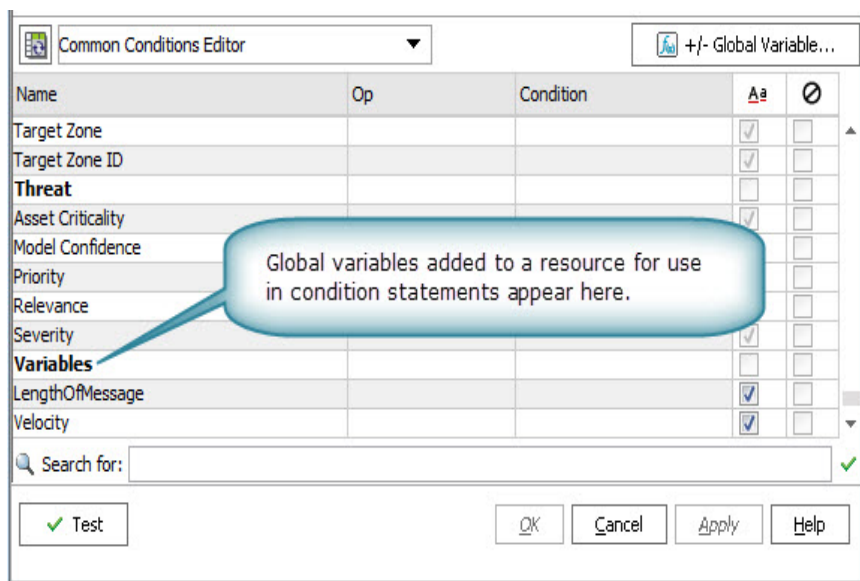 Common Conditions Editor
+/- Global Variable...
Name Op Condition Aa
Target Zone
Target Zone ID
Threat
Asset Criticality
Model Confidence
Priority
Relevance
Severity
Variables
LengthOfMessage
Velocity
Global variables added to a resource for use
in condition statements appear here.
Search for:
Test OK Cancel Apply Help